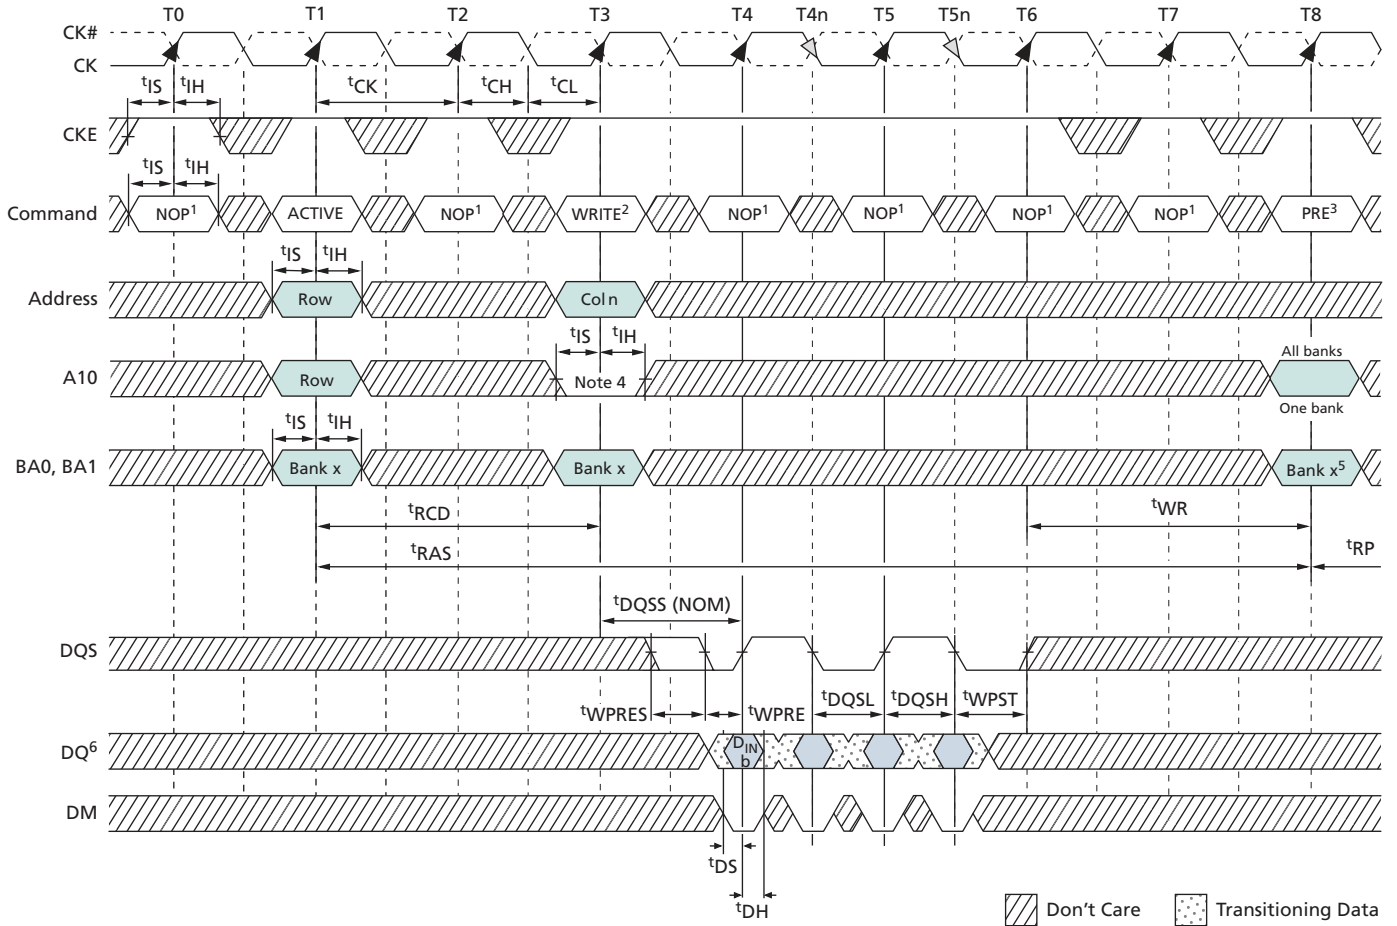 T0 T1 T2 T3 T4 T4n T5 T5n T6 T7 T8
CK#
CK
tIS tIH tCK tCH tCL
CKE
tIS tIH
Command NOP1 ACTIVE NOP1 WRITE2 NOP1 NOP1 NOP1 NOP1 PRE3
tIS tIH
Address Row Col n
tIS tIH
All banks
A10 Row Note 4
One bank
tIS tIH
BA0, BA1 Bank x Bank x Bank x5
tRCD tWR
tRAS tRP
tDQSS (NOM)
DQS
tWPRES tWPRE tDQSL tDQSH tWPST
DQ6 DIN
b
DM
tDS
tDH
Don't Care Transitioning Data